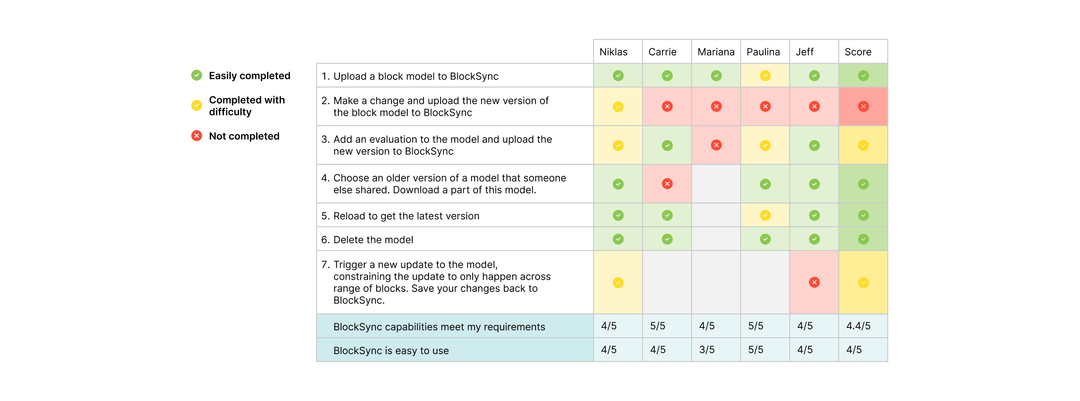 Niklas Carrie Mariana Paulina Jeff Score
Easily completed
Completed with
difficulty
Not completed
1. Upload a block model to BlockSync
2. Make a change and upload the new version of
the block model to BlockSync
3. Add an evaluation to the model and upload the
new version to BlockSync
4. Choose an older version of a model that someone
else shared. Download a part of this model.
5. Reload to get the latest version
6. Delete the model
7. Trigger a new update to the model,
constraining the update to only happen across
range of blocks. Save your changes back to
BlockSync.
BlockSync capabilities meet my requirements 4/5 5/5 4/5 5/5 4/5 4.4/5
BlockSync is easy to use 4/5 4/5 3/5 5/5 4/5 4/5